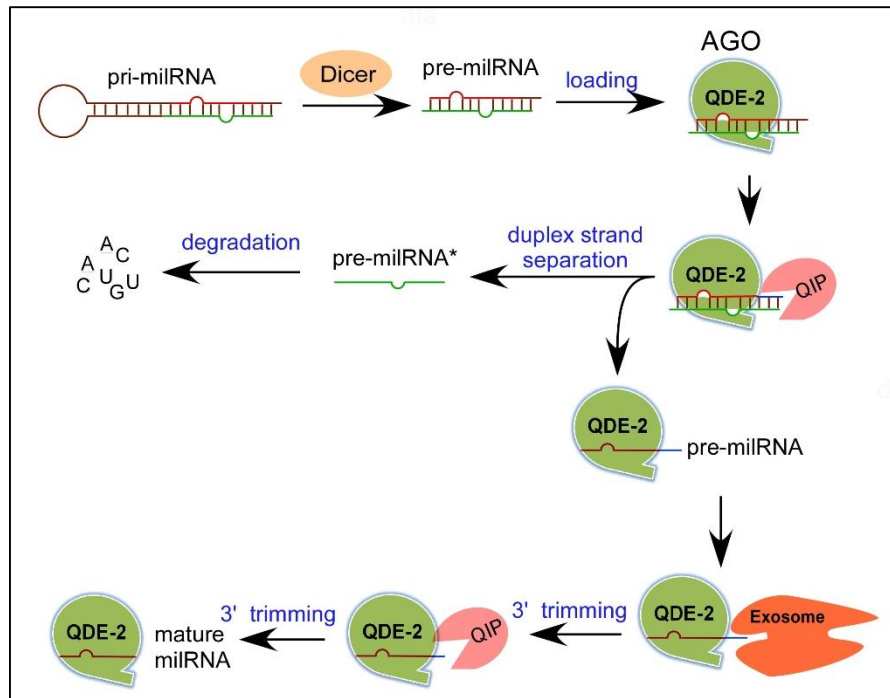 pri-milRNA
Dicer
pre-milRNA
loading
AGO
QDE-2
degradation
pre-milRNA*
duplex strand
separation
QDE-2
QIP
A
A C
C U G U
QDE-2
pre-milRNA
3' trimming
3' trimming
QDE-2
mature
milRNA
QDE-2
QIP
QDE-2
Exosome